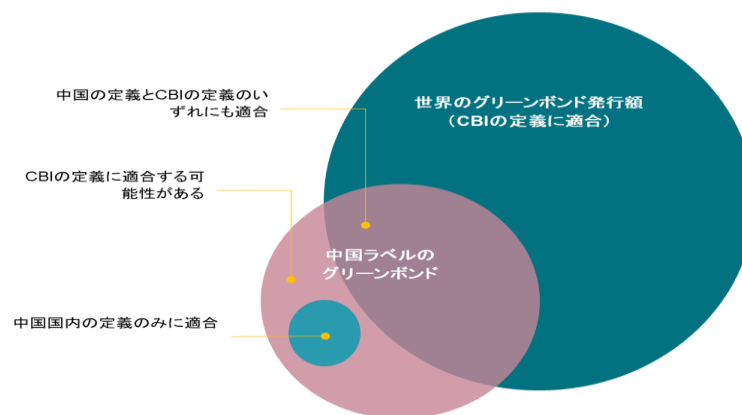 世界のグリーンボンド発行額
（CBIの定義に適合）
中国の定義とCBIの定義のい
ずれにも適合
CBIの定義に適合する可
能性がある
中国ラベルの
グリーンボンド
中国国内の定義のみに適合